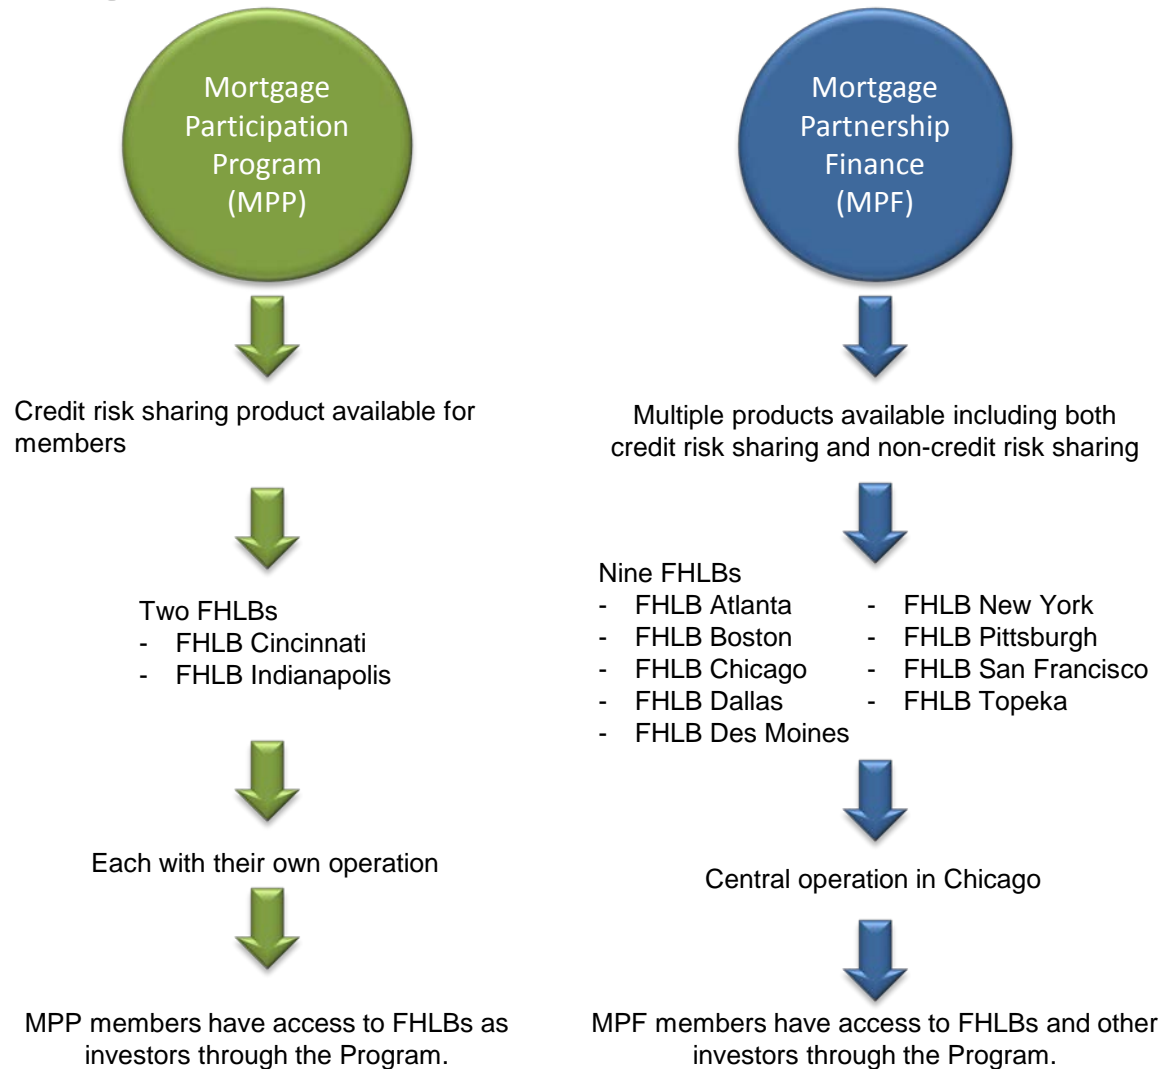 Mortgage
Participation
Program
(MPP)
Credit risk sharing product available for
members
Two FHLBs
- FHLB Cincinnati
- FHLB Indianapolis
Each with their own operation
MPP members have access to FHLBs as
investors through the Program.
Mortgage
Partnership
Finance
(MPF)
Multiple products available including both
credit risk sharing and non-credit risk sharing
Nine FHLBs
- FHLB Atlanta
- FHLB Boston
- FHLB Chicago
- FHLB Dallas
- FHLB Des Moines
- FHLB New York
- FHLB Pittsburgh
- FHLB San Francisco
- FHLB Topeka
Central operation in Chicago
MPF members have access to FHLBs and other
investors through the Program.